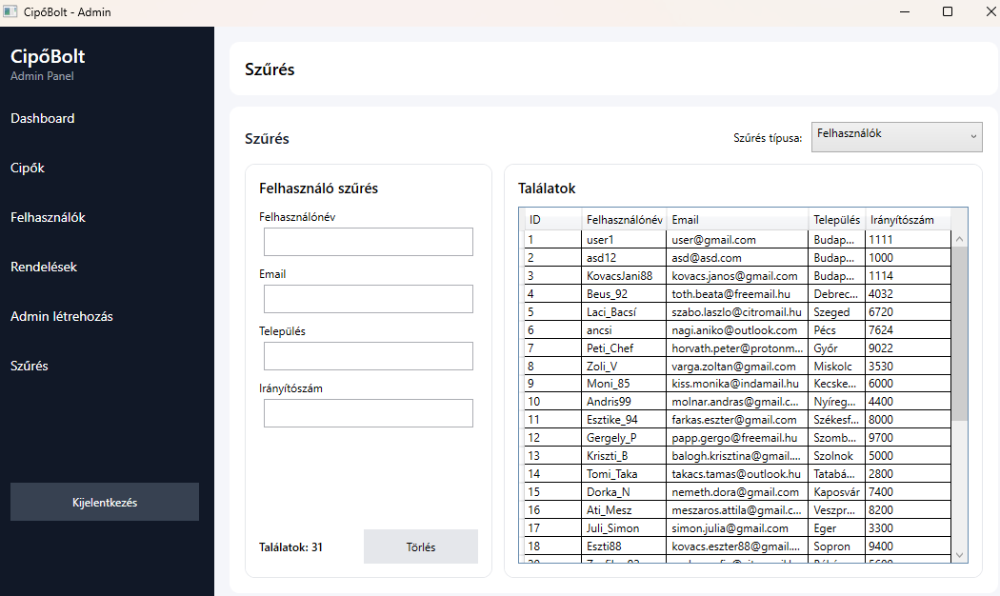 CipőBolt - Admin
CipőBolt
Admin Panel
Dashboard
Cipők
Felhasználók
Rendelések
Admin létrehozás
Szűrés
Kijelentkezés
Szűrés
Szűrés
Szűrés típusa:
Felhasználók
Felhasználó szűrés
Felhasználónév
Email
Település
Irányítószám
Találatok: 31
Törlés
Találatok
ID Felhasználónév Email Település Irányítószám
1 user1 user@gmail.com Budap... 1111
2 asd12 asd@asd.com Budap... 1000
3 KovacsJani88 kovacs.janos@gmail.com Budap... 1114
4 Beus_92 toth.beata@freemail.hu Debrec... 4032
5 Laci_Bacsí szabo.laszlo@citromail.hu Szeged 6720
6 ancsi nagi.aniko@outlook.com Pécs 7624
7 Peti_Chef horvath.peter@protonm... Győr 9022
8 Zoli_V varga.zoltan@gmail.com Miskolc 3530
9 Moni_85 kiss.monika@indamail.hu Kecske... 6000
10 Andris99 molnar.andras@gmail.c... Nyíreg... 4400
11 Esztike_94 farkas.eszter@gmail.com Székesf... 8000
12 Gergely_P papp.gergo@freemail.hu Szomb... 9700
13 Kriszti_B balogh.krisztina@gmail.... Szolnok 5000
14 Tomi_Taka takacs.tamas@outlook.hu Tatabá... 2800
15 Dorka_N nemeth.dora@gmail.com Kaposvár 7400
16 Ati_Mesz meszaros.attila@gmail.c... Veszpr... 8200
17 Juli_Simon simon.julia@gmail.com Eger 3300
18 Eszti88 kovacs.eszter88@gmail.... Sopron 9400